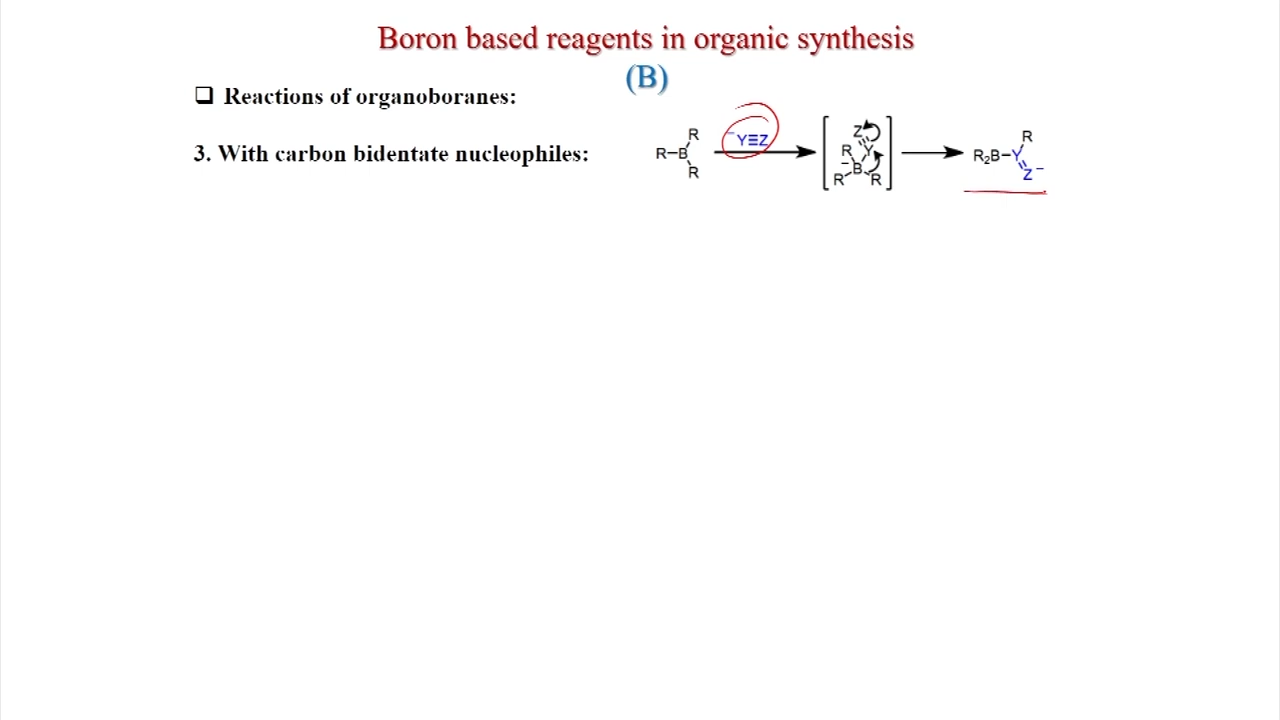 Boron based reagents in organic synthesis
(B)
❑ Reactions of organoboranes:
3. With carbon bidentate nucleophiles:
R–B
R
R
⁻Y≡Z
Z
R
Y
B
⁻
R
R
R₂B–Y
R
Z⁻